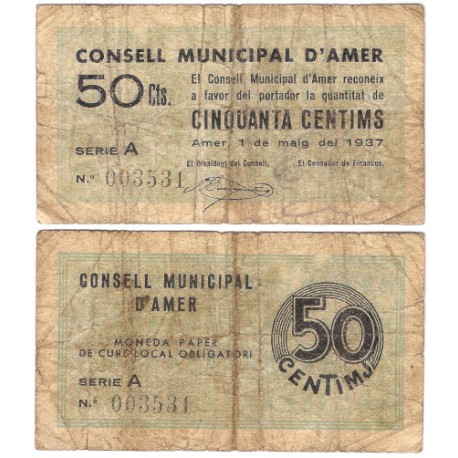 CONSELL MUNICIPAL D'AMER
50 Cts.
El Consell Municipal d'Amer reconeix
a favor del portador la quantitat de
CINQUANTA CENTIMS
Amer, 1 de maig del 1937
SERIE A
El President del Consell,
El Conseller de Finances,
N.º 003531
CONSELL MUNICIPAL
D'AMER
MONEDA PAPER
DE CURS LOCAL OBLIGATORI
SERIE A
N.º 003531
50
CENTIMS